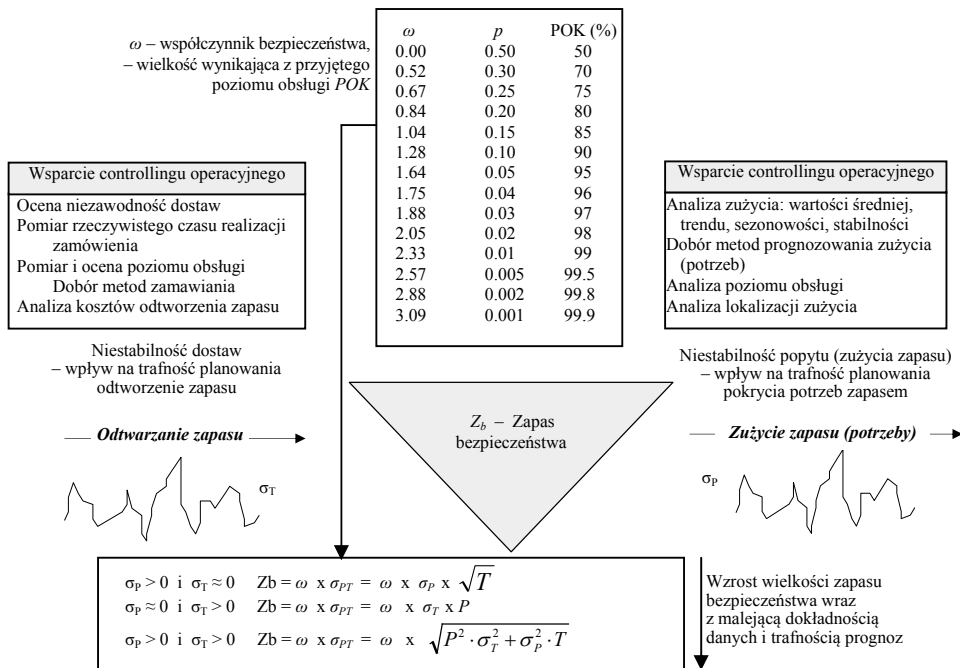 ω – współczynnik bezpieczeństwa,
– wielkość wynikająca z przyjętego
poziomu obsługi POK
ω p POK (%)
0.00 0.50 50
0.52 0.30 70
0.67 0.25 75
0.84 0.20 80
1.04 0.15 85
1.28 0.10 90
1.64 0.05 95
1.75 0.04 96
1.88 0.03 97
2.05 0.02 98
2.33 0.01 99
2.57 0.005 99.5
2.88 0.002 99.8
3.09 0.001 99.9
Wsparcie controllingu operacyjnego
Ocena niezawodność dostaw
Pomiar rzeczywistego czasu realizacji
zamówienia
Pomiar i ocena poziomu obsługi
Dobór metod zamawiania
Analiza kosztów odtworzenia zapasu
Wsparcie controllingu operacyjnego
Analiza zużycia: wartości średniej,
trendu, sezonowości, stabilności
Dobór metod prognozowania zużycia
(potrzeb)
Analiza poziomu obsługi
Analiza lokalizacji zużycia
Niestabilność dostaw
– wpływ na trafność planowania
odtworzenie zapasu
Niestabilność popytu (zużycia zapasu)
– wpływ na trafność planowania
pokrycia potrzeb zapasem
Odtwarzanie zapasu
Zb – Zapas
bezpieczeństwa
Zużycie zapasu (potrzeby)
σT
σP
σP > 0 i σT ≈ 0 Zb = ω x σPT = ω x σP x √T
σP ≈ 0 i σT > 0 Zb = ω x σPT = ω x σT x P
σP > 0 i σT > 0 Zb = ω x σPT = ω x √(P² · σT² + σP² · T)
Wzrost wielkości zapasu
bezpieczeństwa wraz
z malejącą dokładnością
danych i trafnością prognoz